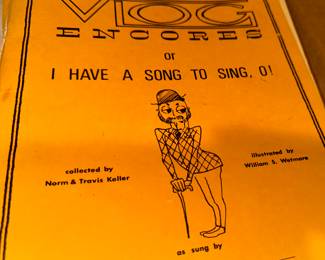 VLOG
ENCORES
or
I HAVE A SONG TO SING, O!
collected by
Norm & Travis Keller
illustrated by
William S. Wetmore
as sung by